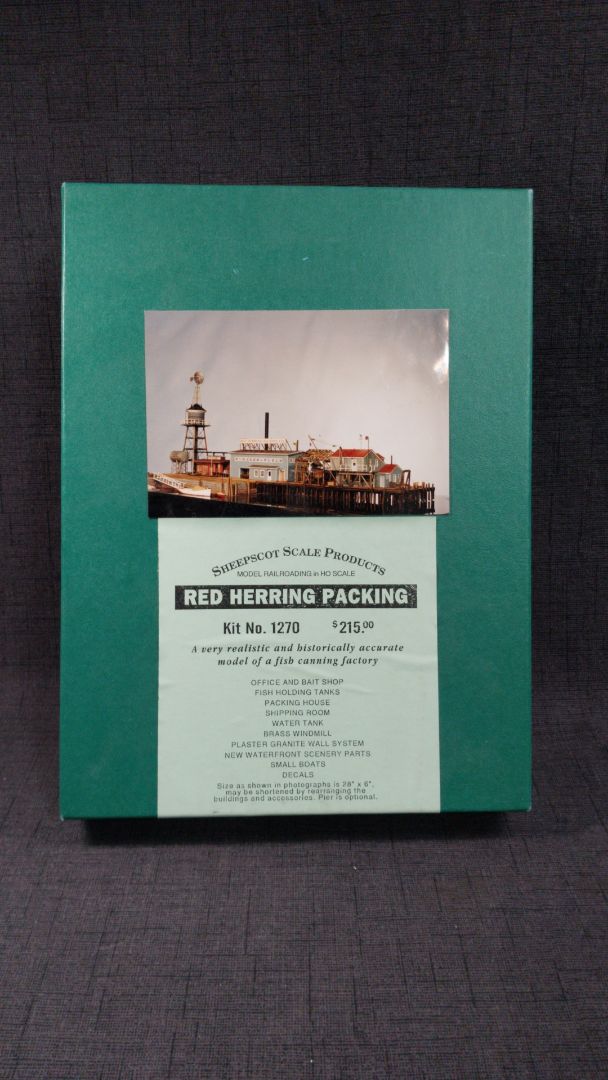 SHEEPSCOT SCALE PRODUCTS
MODEL RAILROADING in HO SCALE
RED HERRING PACKING
Kit No. 1270 $215.00
A very realistic and historically accurate
model of a fish canning factory
OFFICE AND BAIT SHOP
FISH HOLDING TANKS
PACKING HOUSE
SHIPPING ROOM
WATER TANK
BRASS WINDMILL
PLASTER GRANITE WALL SYSTEM
NEW WATERFRONT SCENERY PARTS
SMALL BOATS
DECALS
Size as shown in photographs is 28" x 6",
may be shortened by rearranging the
buildings and accessories. Pier is optional.